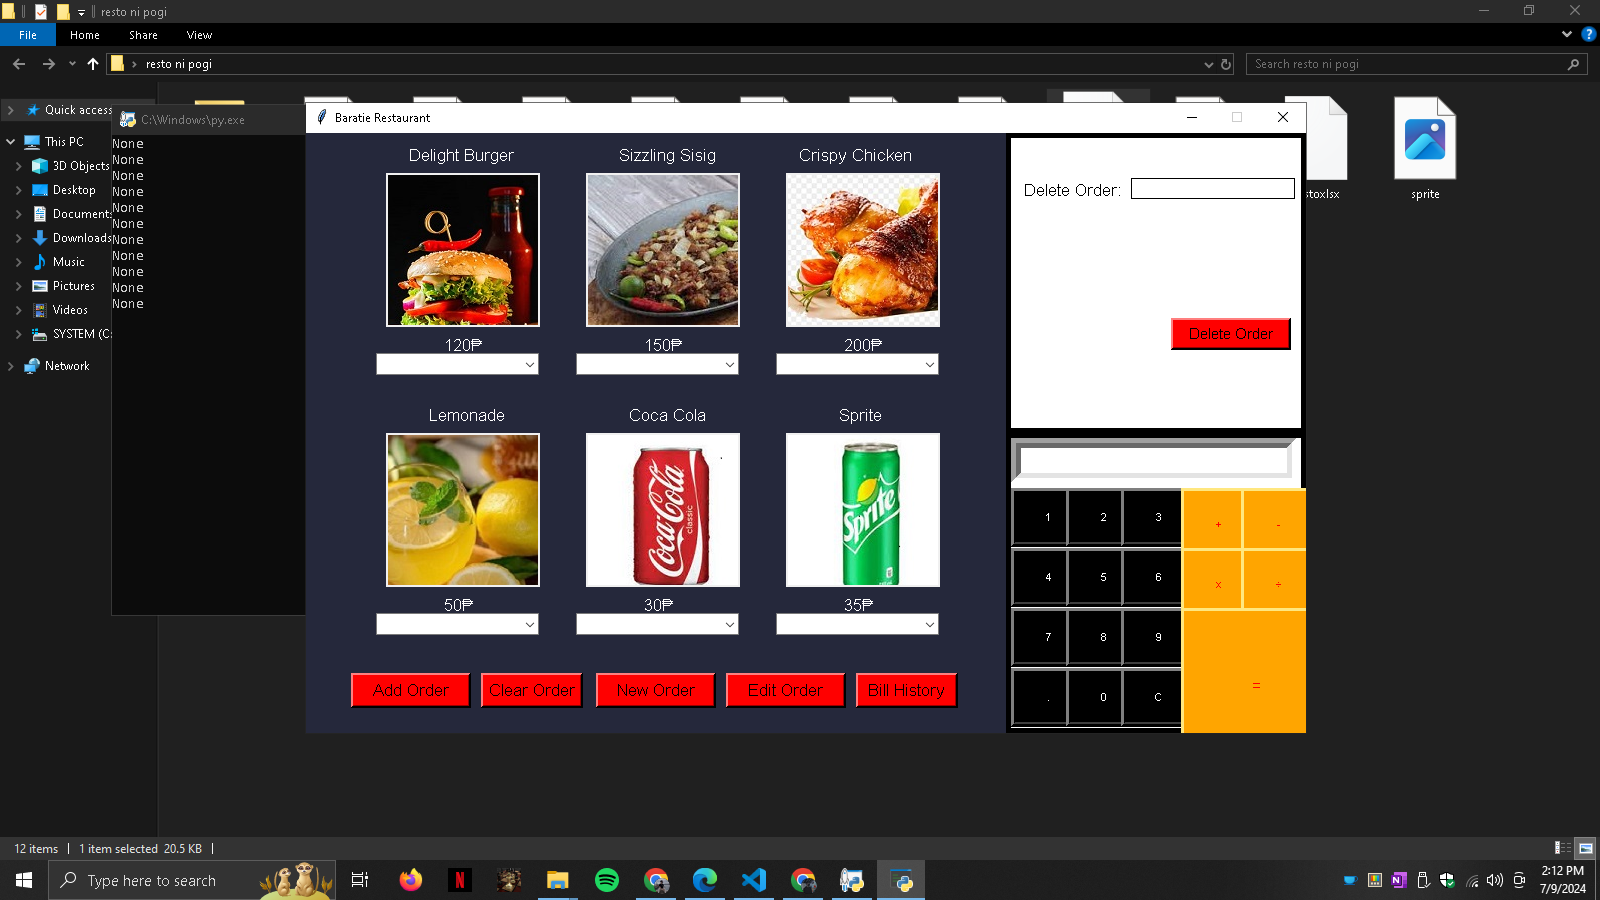 resto ni pogi
File Home Share View
resto ni pogi
Search resto ni pogi
Quick access
This PC
3D Objects
Desktop
Documents
Downloads
Music
Pictures
Videos
SYSTEM (C:
Network
C:\Windows\py.exe
None
None
None
None
None
None
None
None
None
None
None
Baratie Restaurant
Delight Burger Sizzling Sisig Crispy Chicken
120₱ 150₱ 200₱
Lemonade Coca Cola Sprite
Coca-Cola
classic
Sprite
50₱ 30₱ 35₱
Add Order Clear Order New Order Edit Order Bill History
Delete Order:
Delete Order
1 2 3 + -
4 5 6 x ÷
7 8 9
. 0 C =
stoxlsx
sprite
12 items 1 item selected 20.5 KB
Type here to search
N
N
2:12 PM
7/9/2024